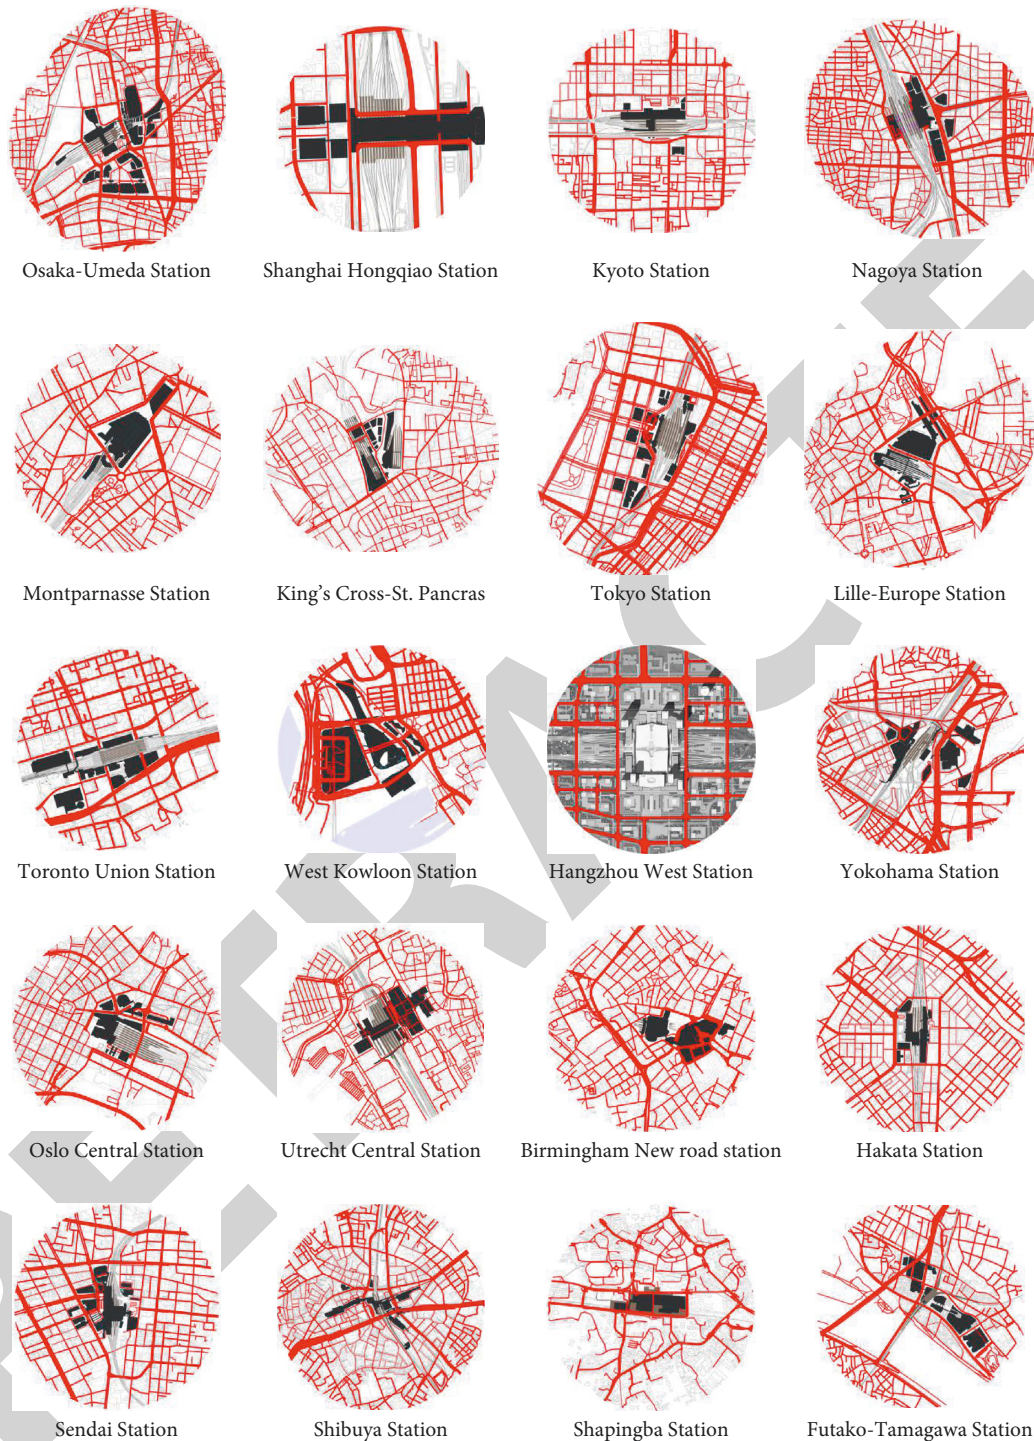 Osaka-Umeda Station
Shanghai Hongqiao Station
Kyoto Station
Nagoya Station
Montparnasse Station
King's Cross-St. Pancras
Tokyo Station
Lille-Europe Station
Toronto Union Station
West Kowloon Station
Hangzhou West Station
Yokohama Station
Oslo Central Station
Utrecht Central Station
Birmingham New road station
Hakata Station
Sendai Station
Shibuya Station
Shapingba Station
Futako-Tamagawa Station